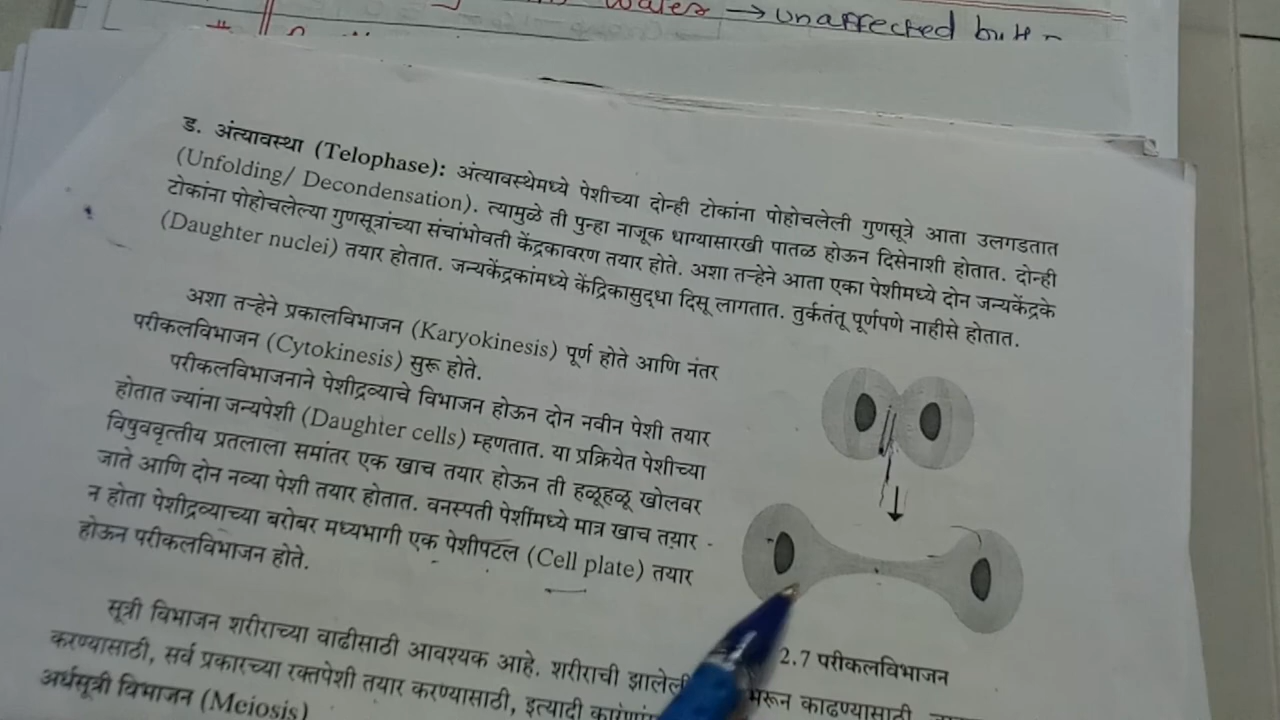 water → unaffected
ड. अंत्यावस्था (Telophase): अंत्यावस्थेमध्ये पेशीच्या दोन्ही टोकांना पोहोचलेली गुणसूत्रे आता उलगडतात
(Unfolding/ Decondensation). त्यामुळे ती पुन्हा नाजूक धाग्यासारखी पातळ होऊन दिसेनाशी होतात. दोन्ही
टोकांना पोहोचलेल्या गुणसूत्रांच्या संचांभोवती केंद्रकावरण तयार होते. अशा तऱ्हेने आता एका पेशीमध्ये दोन जन्यकेंद्रके
(Daughter nuclei) तयार होतात. जन्यकेंद्रकांमध्ये केंद्रिकासुद्धा दिसू लागतात. तुर्कतंतू पूर्णपणे नाहीसे होतात.
अशा तऱ्हेने प्रकालविभाजन (Karyokinesis) पूर्ण होते आणि नंतर
परीकलविभाजन (Cytokinesis) सुरू होते.
परीकलविभाजनाने पेशीद्रव्याचे विभाजन होऊन दोन नवीन पेशी तयार
होतात ज्यांना जन्यपेशी (Daughter cells) म्हणतात. या प्रक्रियेत पेशीच्या
विषुववृत्तीय प्रतलाला समांतर एक खाच तयार होऊन ती हळूहळू खोलवर
जाते आणि दोन नव्या पेशी तयार होतात. वनस्पती पेशींमध्ये मात्र खाच तयार
न होता पेशीद्रव्याच्या बरोबर मध्यभागी एक पेशीपटल (Cell plate) तयार
होऊन परीकलविभाजन होते.
2.7 परीकलविभाजन
सूत्री विभाजन शरीराच्या वाढीसाठी आवश्यक आहे. शरीराची झालेली भरून काढण्यासाठी,
करण्यासाठी, सर्व प्रकारच्या रक्तपेशी तयार करण्यासाठी, इत्यादी
अर्धसूत्री विभाजन (Meiosis)